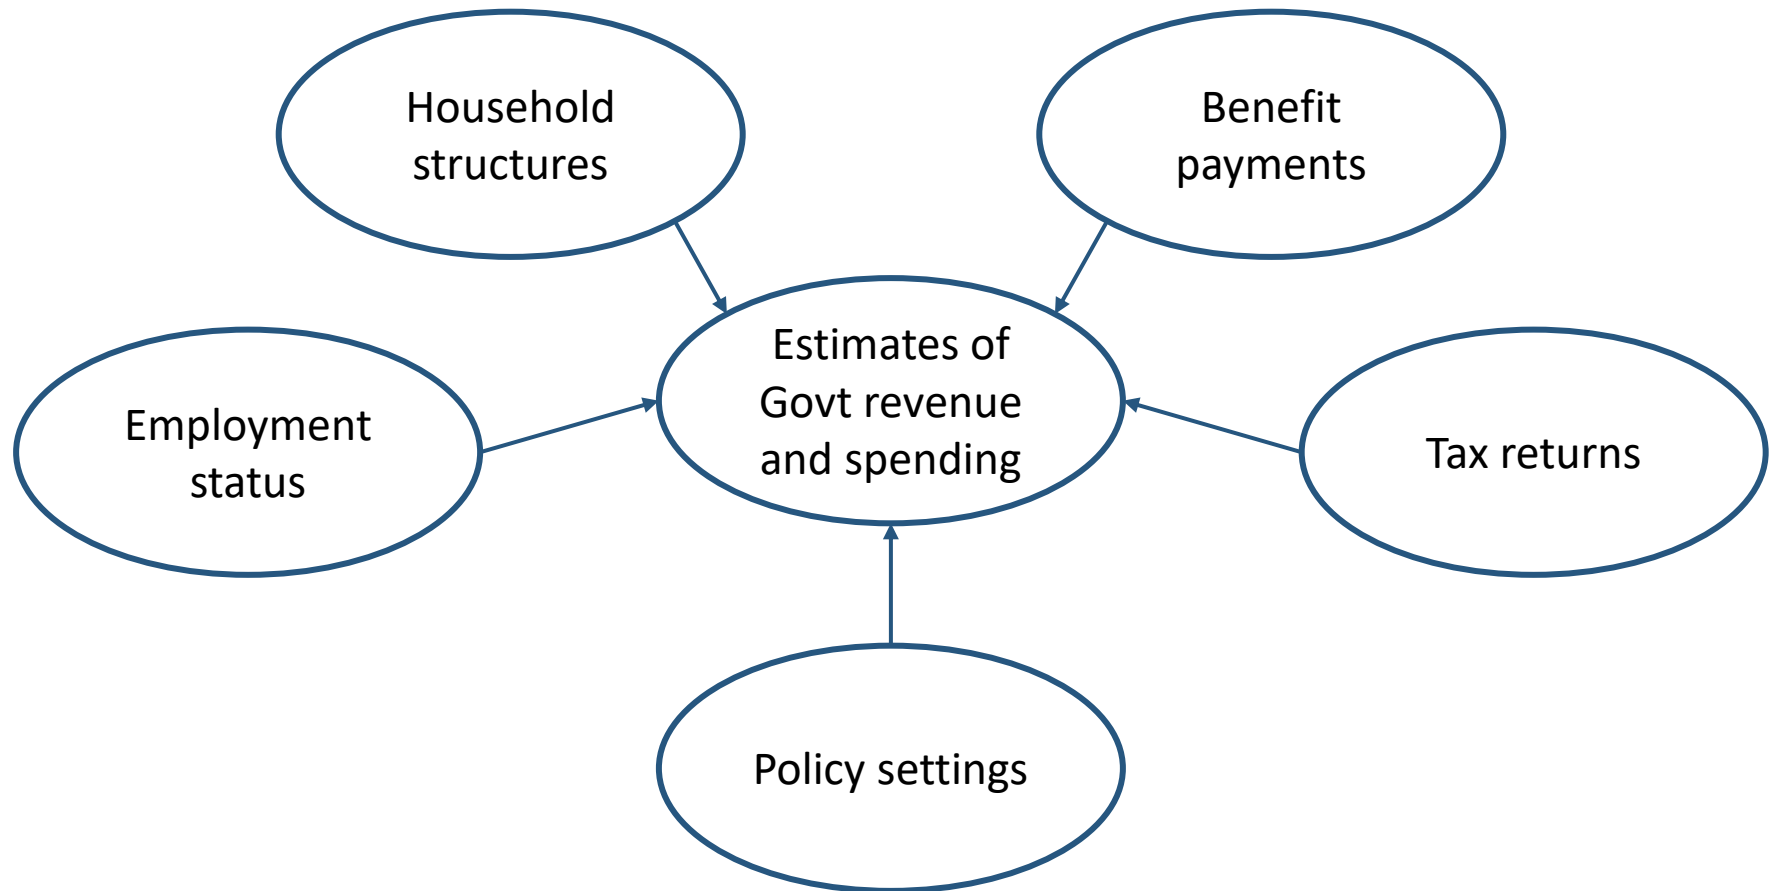 Household
structures
Benefit
payments
Estimates of
Govt revenue
and spending
Employment
status
Tax returns
Policy settings